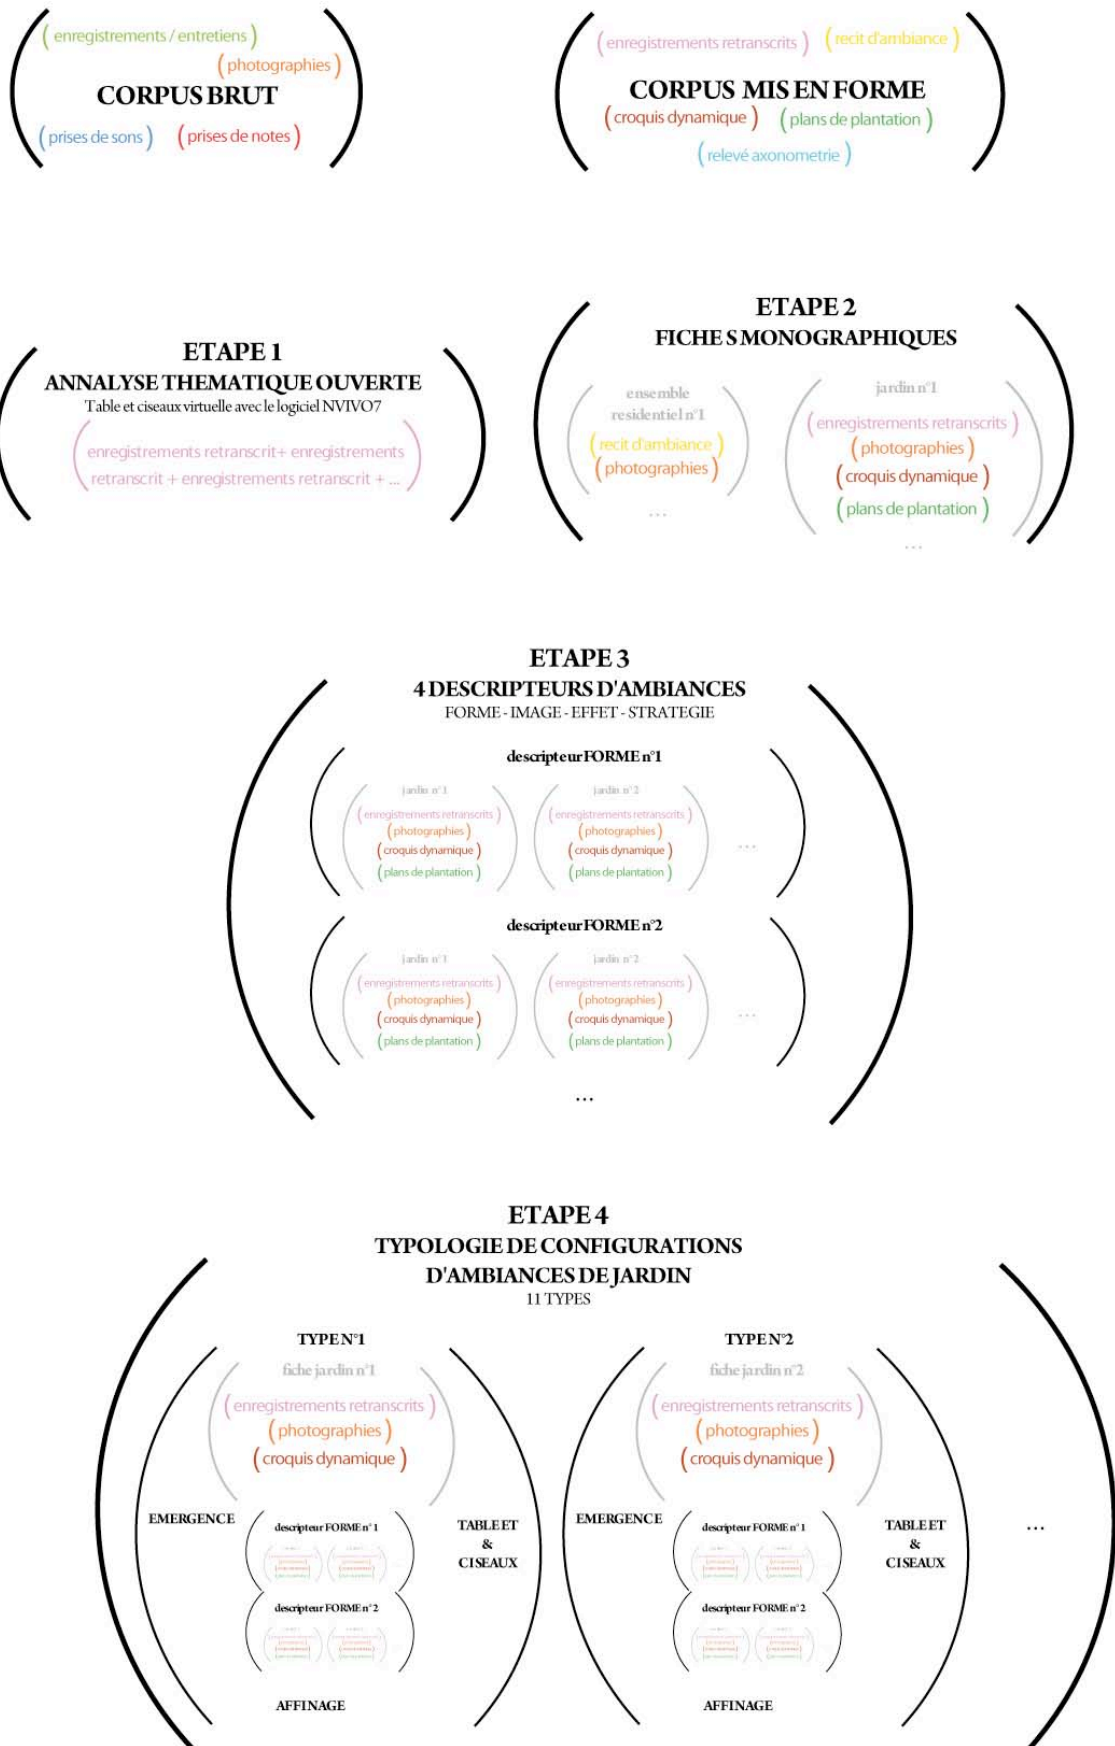 ( enregistrements / entretiens )
( photographies )
CORPUS BRUT
( prises de sons )
( prises de notes )
( enregistrements retranscrits )
( recit d'ambiance )
CORPUS MIS EN FORME
( croquis dynamique )
( plans de plantation )
( relevé axonometrie )
ETAPE 1
ANNALYSE THEMATIQUE OUVERTE
Table et ciseaux virtuelle avec le logiciel NVIVO7
enregistrements retranscrit+ enregistrements
retranscrit + enregistrements retranscrit + ...
ETAPE 2
FICHE S MONOGRAPHIQUES
ensemble
residentiel n°1
( recit d'ambiance )
( photographies )
...
jardin n°1
( enregistrements retranscrits )
( photographies )
( croquis dynamique )
( plans de plantation )
...
ETAPE 3
4 DESCRIPTEURS D'AMBIANCES
FORME - IMAGE - EFFET - STRATEGIE
descripteur FORME n°1
jardin n°1
( enregistrements retranscrits )
( photographies )
( croquis dynamique )
( plans de plantation )
jardin n°2
( enregistrements retranscrits )
( photographies )
( croquis dynamique )
( plans de plantation )
...
descripteur FORME n°2
jardin n°1
( enregistrements retranscrits )
( photographies )
( croquis dynamique )
( plans de plantation )
jardin n°2
( enregistrements retranscrits )
( photographies )
( croquis dynamique )
( plans de plantation )
...
...
ETAPE 4
TYPOLOGIE DE CONFIGURATIONS
D'AMBIANCES DE JARDIN
11 TYPES
TYPE N°1
fiche jardin n°1
( enregistrements retranscrits )
( photographies )
( croquis dynamique )
EMERGENCE
descripteur FORME n°1
descripteur FORME n°2
TABLE ET
&
CISEAUX
AFFINAGE
TYPE N°2
fiche jardin n°2
( enregistrements retranscrits )
( photographies )
( croquis dynamique )
EMERGENCE
descripteur FORME n°1
descripteur FORME n°2
TABLE ET
&
CISEAUX
AFFINAGE
...